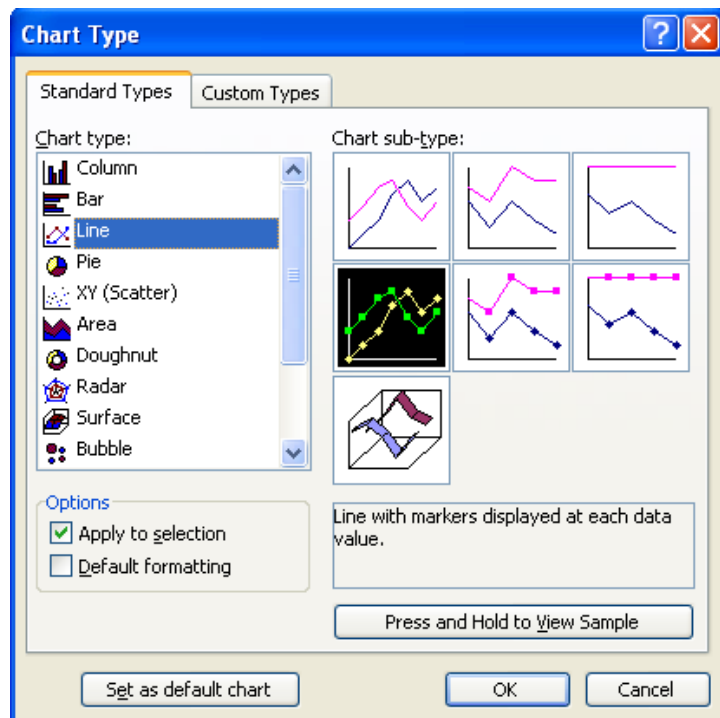 Chart Type
Standard Types
Custom Types
Chart type:
Column
Bar
Line
Pie
XY (Scatter)
Area
Doughnut
Radar
Surface
Bubble
Chart sub-type:
Options
Apply to selection
Default formatting
Line with markers displayed at each data
value.
Press and Hold to View Sample
Set as default chart
OK
Cancel